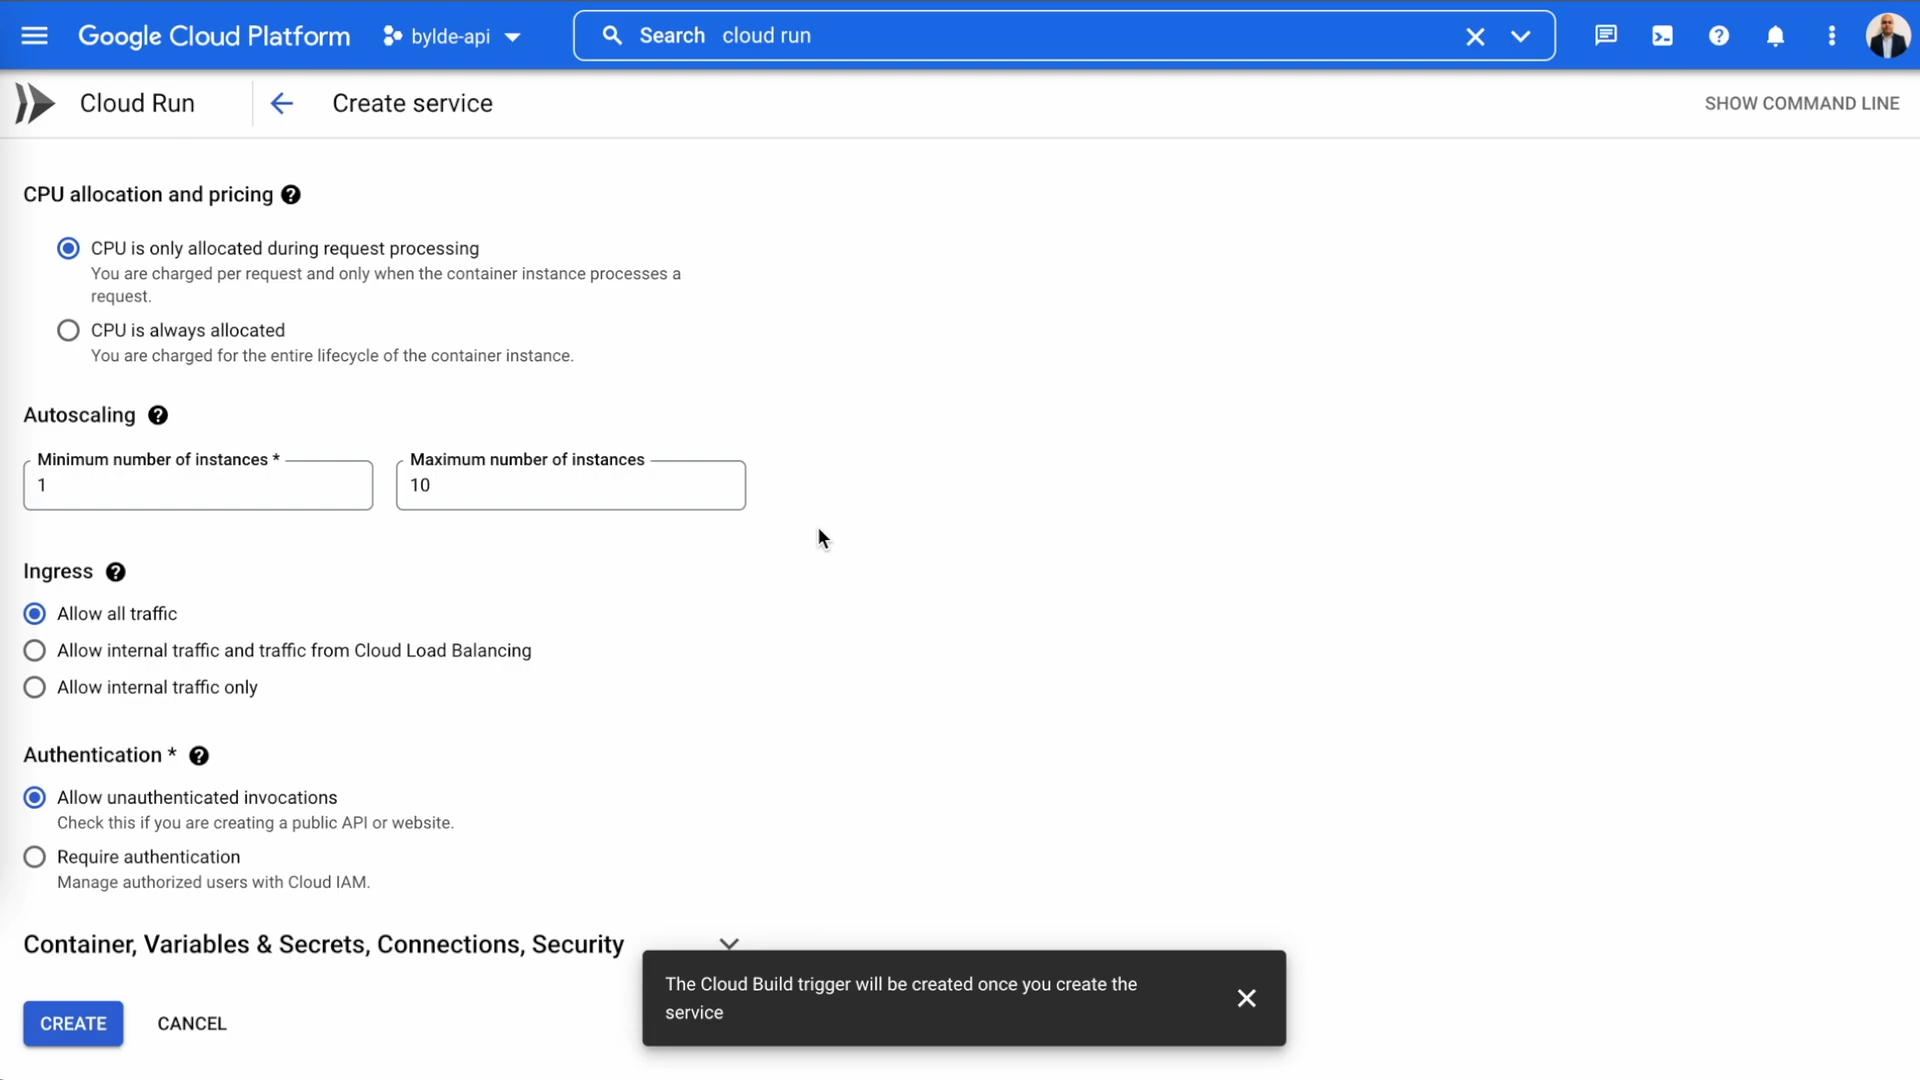 Google Cloud Platform bylde-api Search cloud run
Cloud Run Create service SHOW COMMAND LINE
CPU allocation and pricing
CPU is only allocated during request processing
You are charged per request and only when the container instance processes a
request.
CPU is always allocated
You are charged for the entire lifecycle of the container instance.
Autoscaling
Minimum number of instances * Maximum number of instances
1 10
Ingress
Allow all traffic
Allow internal traffic and traffic from Cloud Load Balancing
Allow internal traffic only
Authentication *
Allow unauthenticated invocations
Check this if you are creating a public API or website.
Require authentication
Manage authorized users with Cloud IAM.
Container, Variables & Secrets, Connections, Security
The Cloud Build trigger will be created once you create the
service
CREATE CANCEL